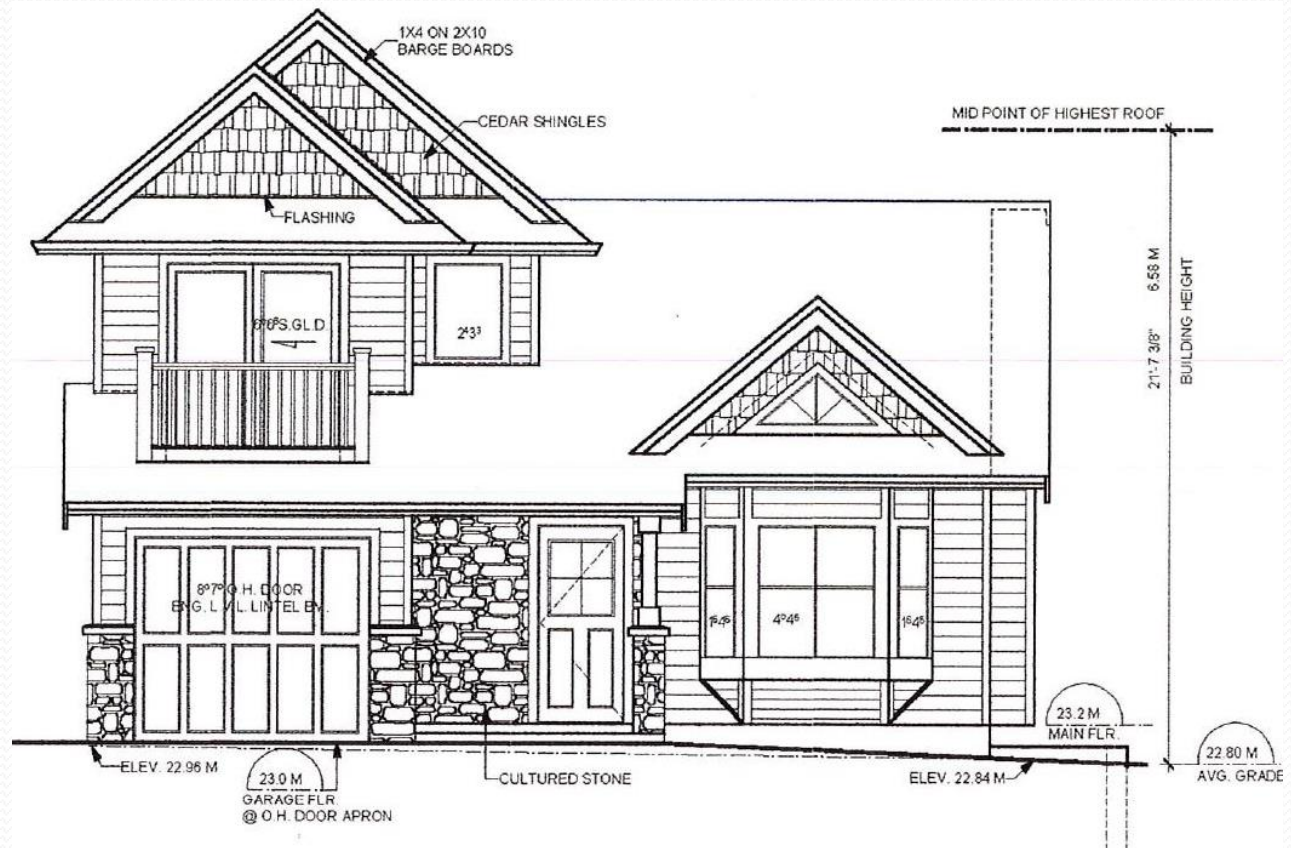 1X4 ON 2X10
BARGE BOARDS
CEDAR SHINGLES
MID POINT OF HIGHEST ROOF
FLASHING
6⁰6⁸S.GL.D.
2⁴3³
21'-7 3/8" 6.58 M
BUILDING HEIGHT
8⁰7⁰ O.H. DOOR
ENG. L.V.L. LINTEL BM.
1⁶4⁶
4⁰4⁶
1⁶4⁶
23.2 M
MAIN FLR.
22.80 M
AVG. GRADE
ELEV. 22.96 M
23.0 M
GARAGE FLR.
@ O.H. DOOR APRON
CULTURED STONE
ELEV. 22.84 M